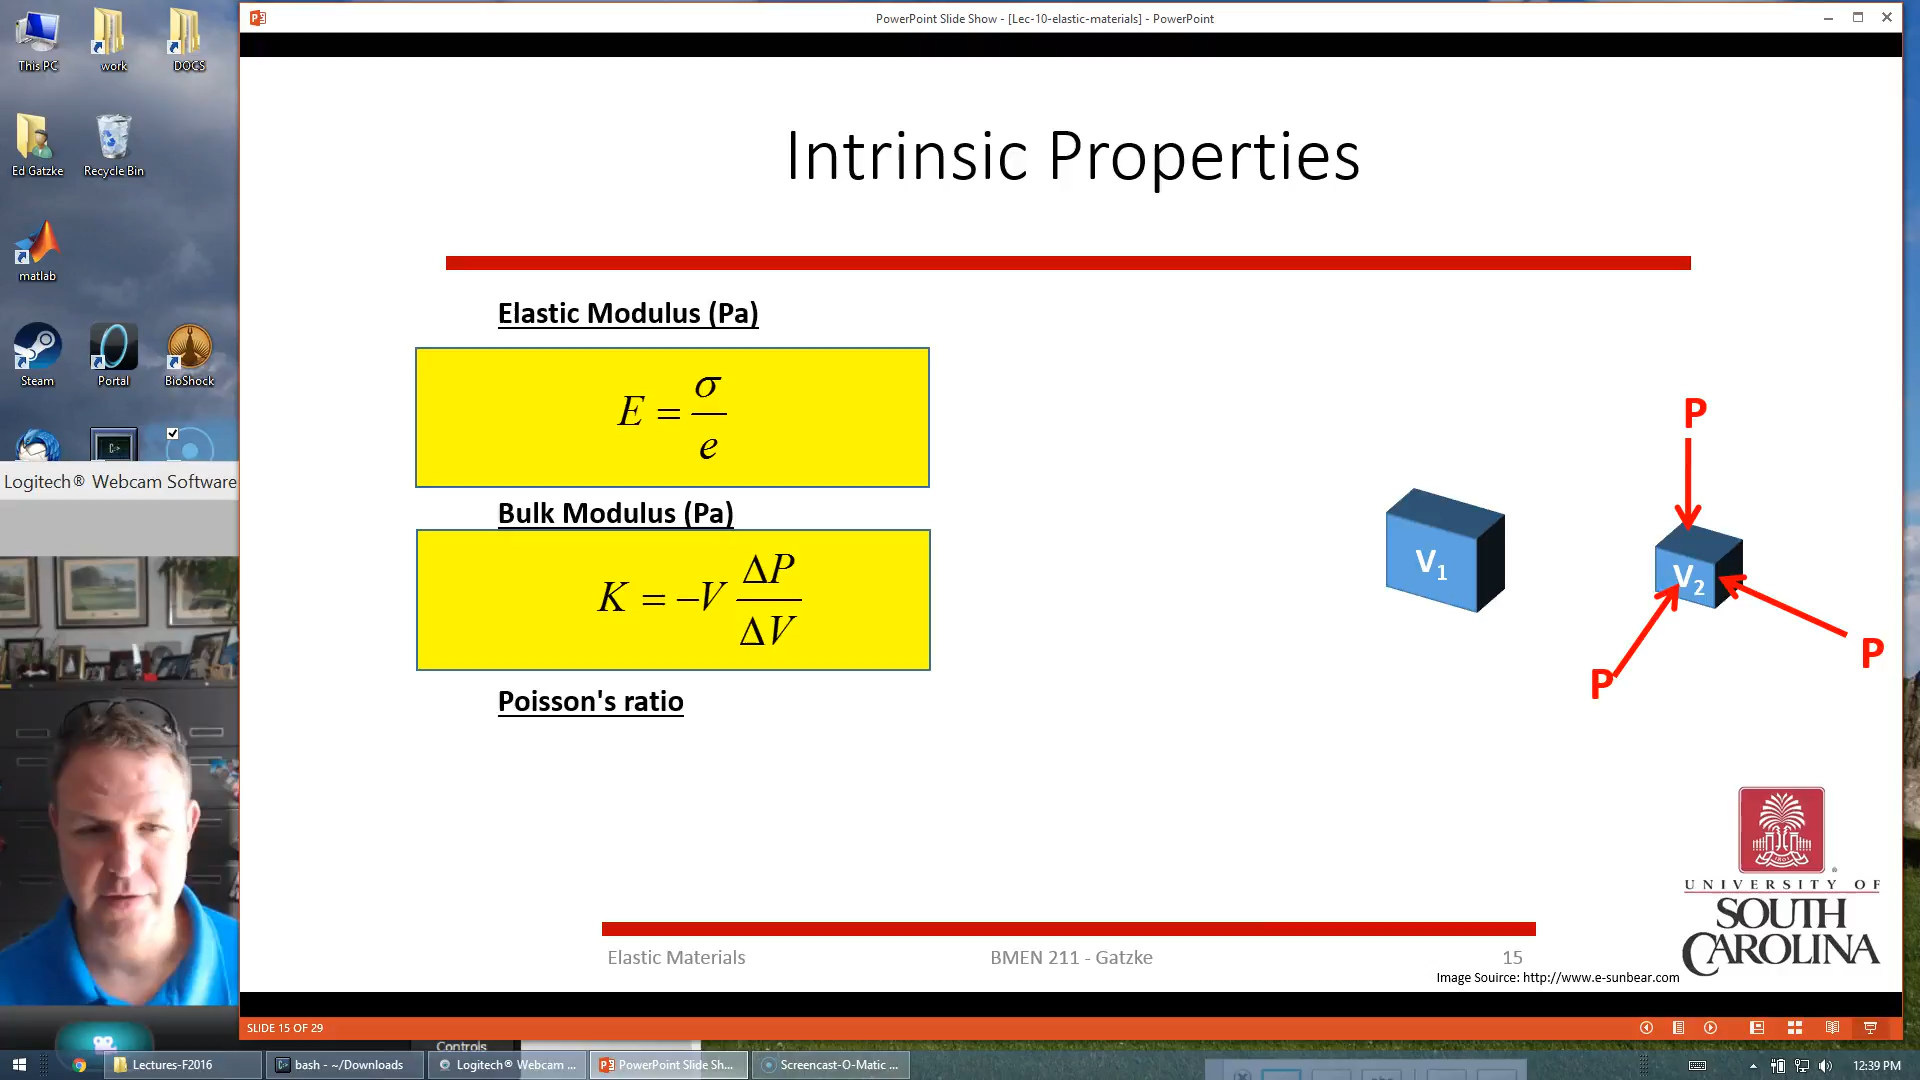 PowerPoint Slide Show - [Lec-10-elastic-materials] - PowerPoint
This PC
work
DOCS
Ed Gatzke
Recycle Bin
matlab
Steam
Portal
BioShock
Logitech® Webcam Software
Intrinsic Properties
Elastic Modulus (Pa)
E = σ / e
Bulk Modulus (Pa)
K = −V ΔP / ΔV
Poisson's ratio
P
V1
V2
P
P
UNIVERSITY OF
SOUTH
CAROLINA
Elastic Materials
BMEN 211 - Gatzke
15
Image Source: http://www.e-sunbear.com
SLIDE 15 OF 29
Controls
Lectures-F2016
bash - ~/Downloads
Logitech® Webcam ...
PowerPoint Slide Sh...
Screencast-O-Matic ...
12:39 PM